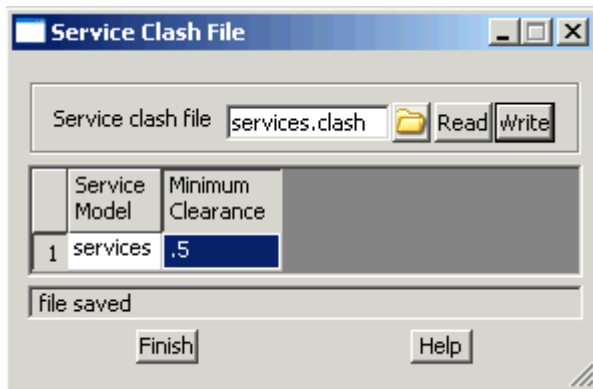 Service Clash File
Service clash file services.clash Read Write
Service Model Minimum Clearance
1 services .5
file saved
Finish Help